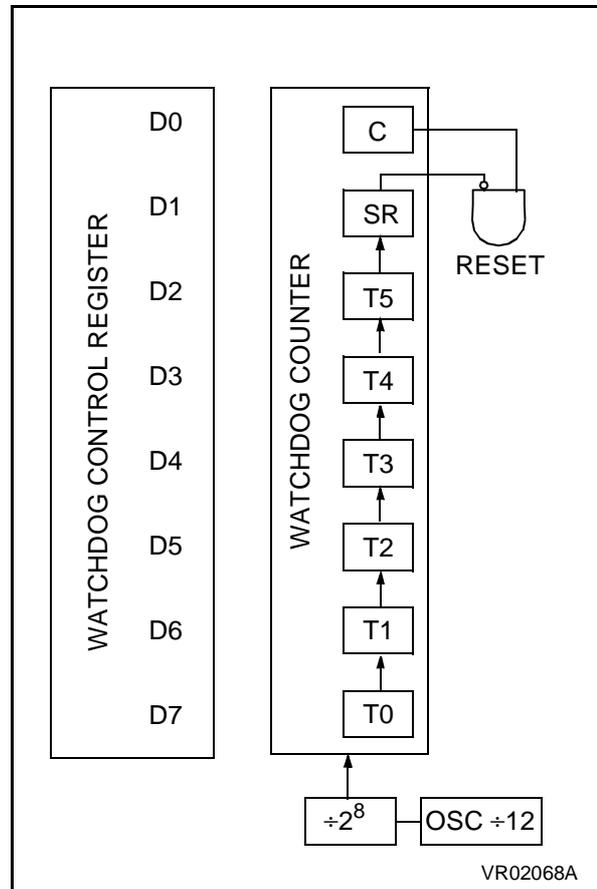 WATCHDOG CONTROL REGISTER
D0
D1
D2
D3
D4
D5
D6
D7
WATCHDOG COUNTER
C
SR
T5
T4
T3
T2
T1
T0
RESET
÷2⁸
OSC ÷12
VR02068A